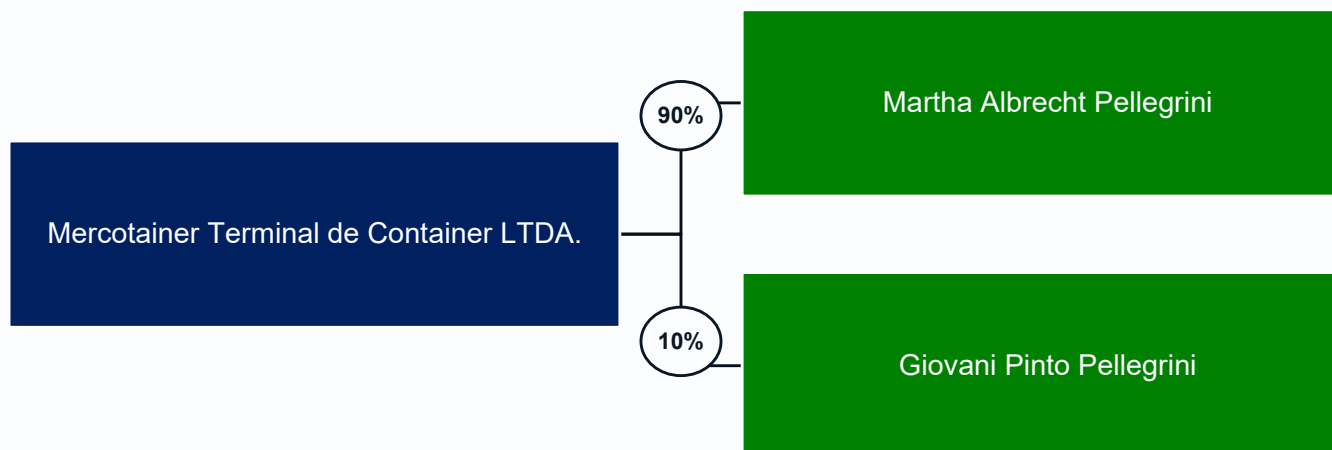 Martha Albrecht Pellegrini
90%
Mercotainer Terminal de Container LTDA.
10%
Giovani Pinto Pellegrini